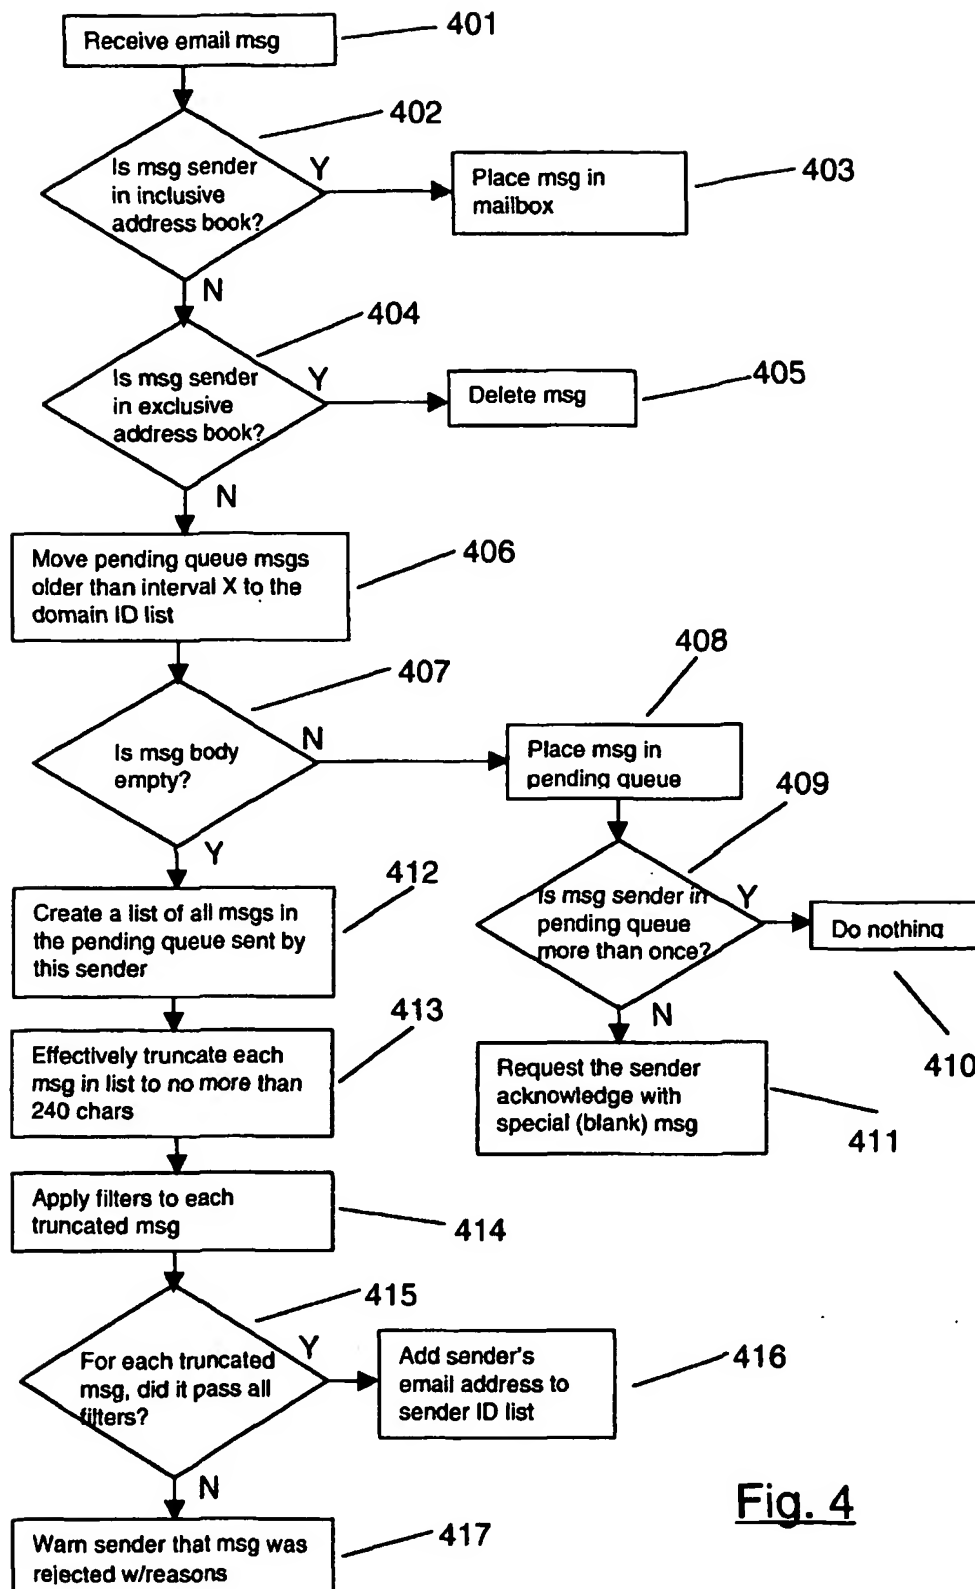 Receive email msg
401
402
Is msg sender
in inclusive
address book?
Y
Place msg in
mailbox
403
N
404
Is msg sender
in exclusive
address book?
Y
Delete msg
405
N
Move pending queue msgs
older than interval X to the
domain ID list
406
407
Is msg body
empty?
N
408
Place msg in
pending queue
409
Is msg sender in
pending queue
more than once?
Y
Do nothing
410
N
Request the sender
acknowledge with
special (blank) msg
411
Y
412
Create a list of all msgs in
the pending queue sent by
this sender
413
Effectively truncate each
msg in list to no more than
240 chars
Apply filters to each
truncated msg
414
415
For each truncated
msg, did it pass all
filters?
Y
Add sender's
email address to
sender ID list
416
N
Warn sender that msg was
rejected w/reasons
417
Fig. 4